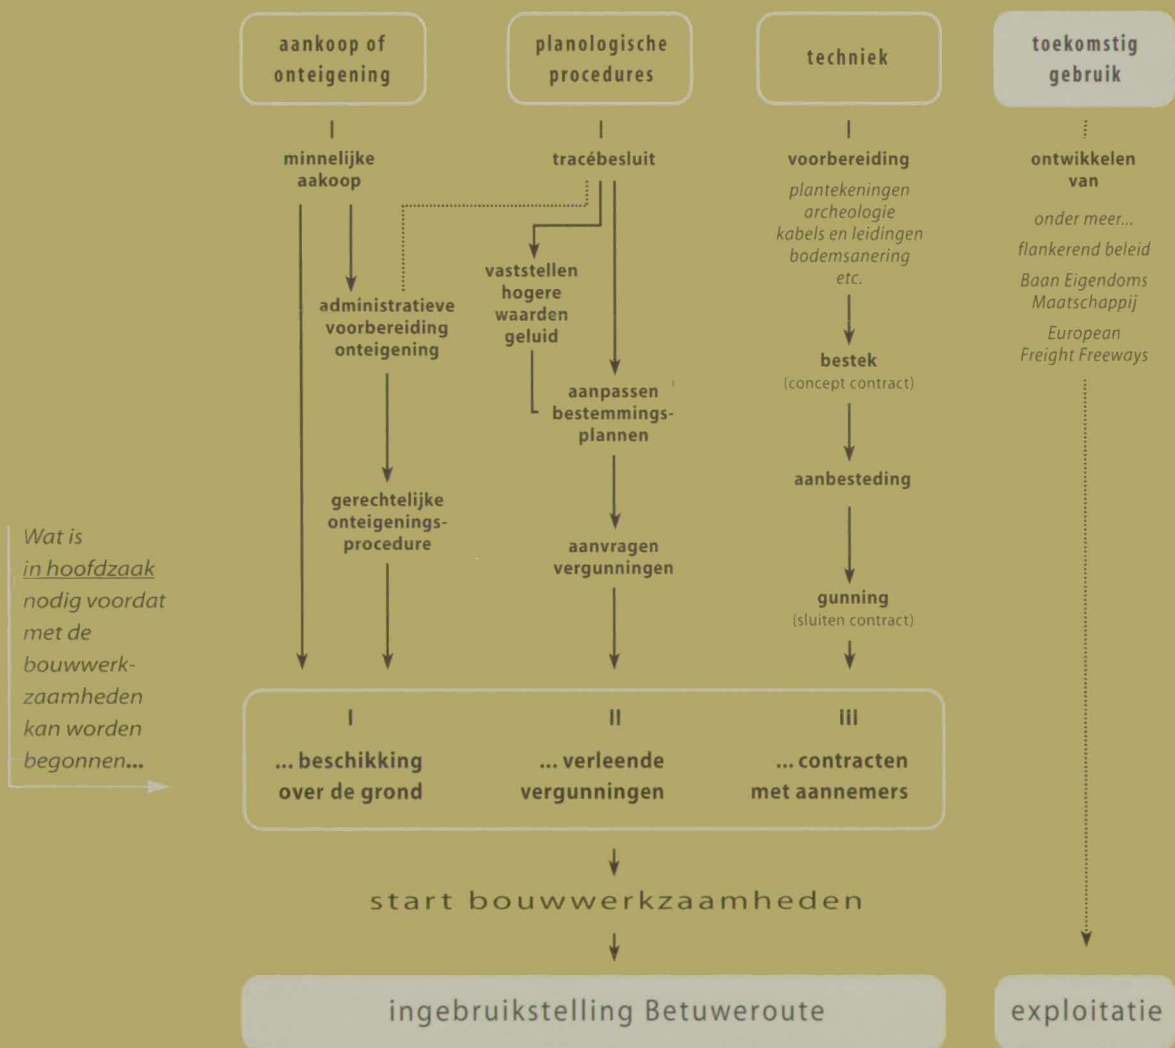 aankoop of
onteigening
I
minnelijke
aakoop
administratieve
voorbereiding
onteigening
gerechtelijke
onteigenings-
procedure
planologische
procedures
I
tracébesluit
vaststellen
hogere
waarden
geluid
aanpassen
bestemmings-
plannen
aanvragen
vergunningen
techniek
I
voorbereiding
plantekeningen
archeologie
kabels en leidingen
bodemsanering
etc.
bestek
(concept contract)
aanbesteding
gunning
(sluiten contract)
toekomstig
gebruik
ontwikkelen
van
onder meer...
flankerend beleid
Baan Eigendoms
Maatschappij
European
Freight Freeways
Wat is
in hoofdzaak
nodig voordat
met de
bouwwerk-
zaamheden
kan worden
begonnen...
I
... beschikking
over de grond
II
... verleende
vergunningen
iii
... contracten
met aannemers
start bouwwerkzaamheden
ingebruikstelling Betuweroute
exploitatie